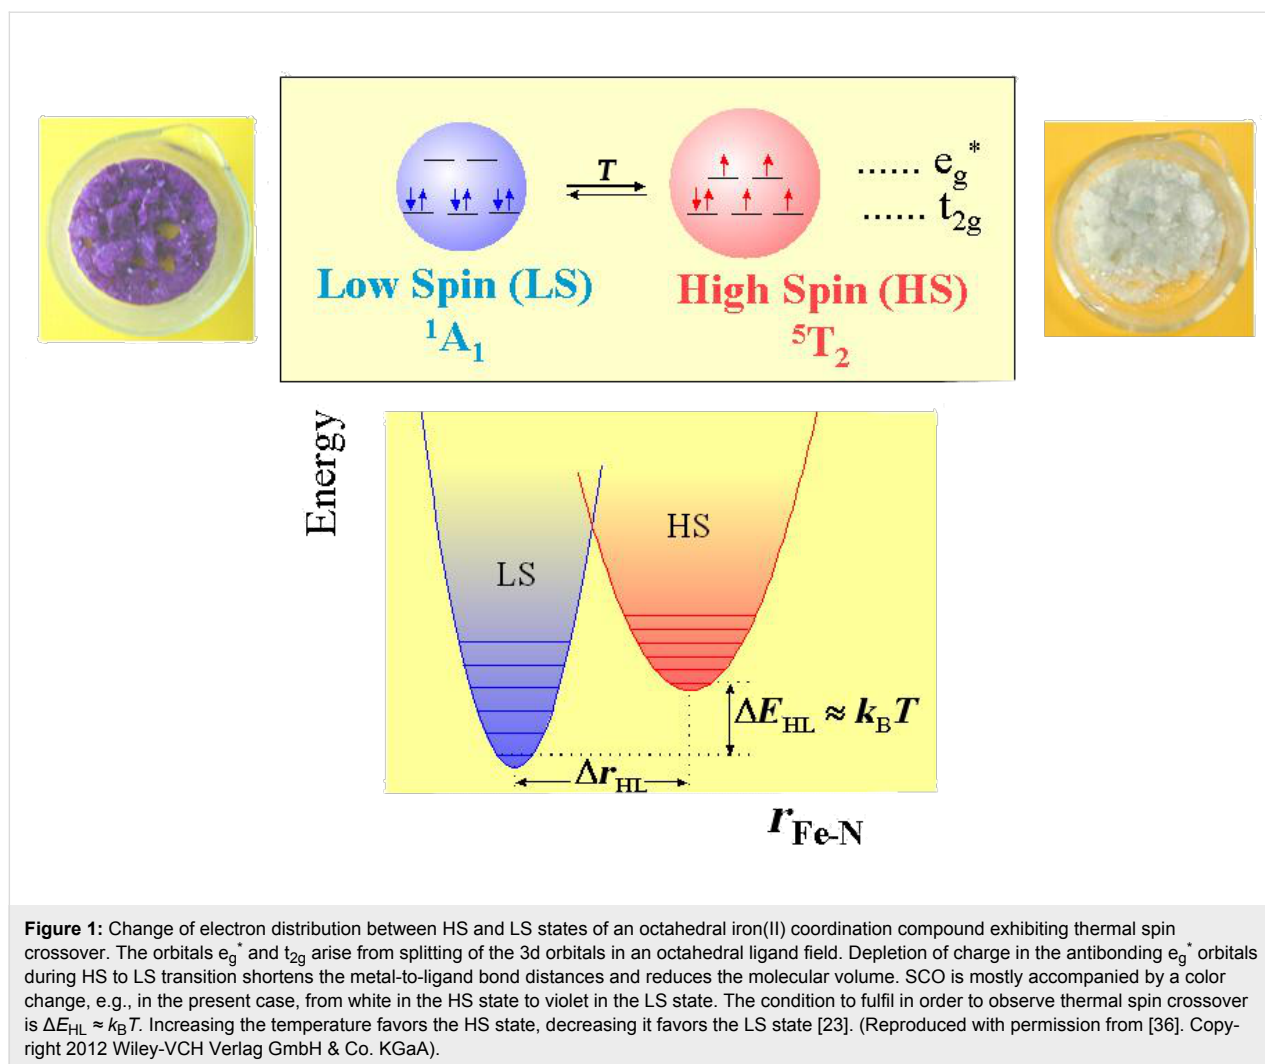 T
e_g^*
t_2g
Low Spin (LS)
High Spin (HS)
^1A_1
^5T_2
Energy
HS
LS
ΔE_HL ≈ k_BT
Δr_HL
r_Fe-N
Figure 1: Change of electron distribution between HS and LS states of an octahedral iron(II) coordination compound exhibiting thermal spin
crossover. The orbitals e_g^* and t_2g arise from splitting of the 3d orbitals in an octahedral ligand field. Depletion of charge in the antibonding e_g^* orbitals
during HS to LS transition shortens the metal-to-ligand bond distances and reduces the molecular volume. SCO is mostly accompanied by a color
change, e.g., in the present case, from white in the HS state to violet in the LS state. The condition to fulfil in order to observe thermal spin crossover
is ΔE_HL ≈ k_BT. Increasing the temperature favors the HS state, decreasing it favors the LS state [23]. (Reproduced with permission from [36]. Copy-
right 2012 Wiley-VCH Verlag GmbH & Co. KGaA).